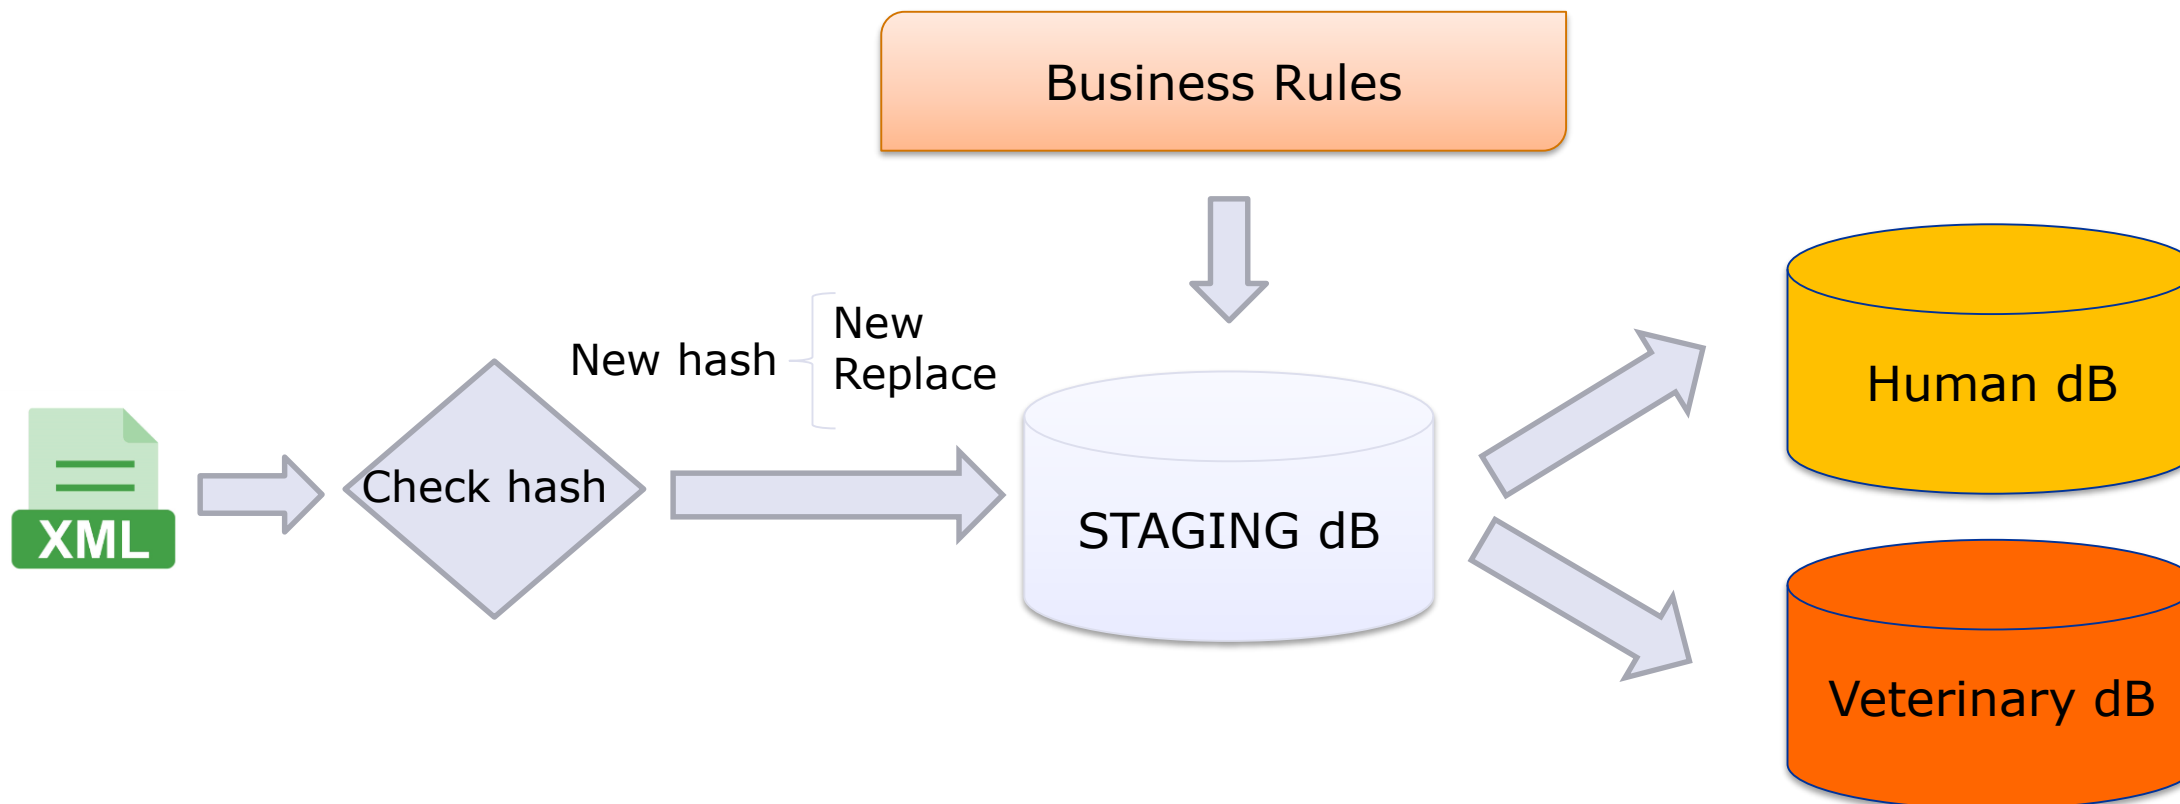 Business Rules
New hash
New
Replace
Check hash
XML
STAGING dB
Human dB
Veterinary dB